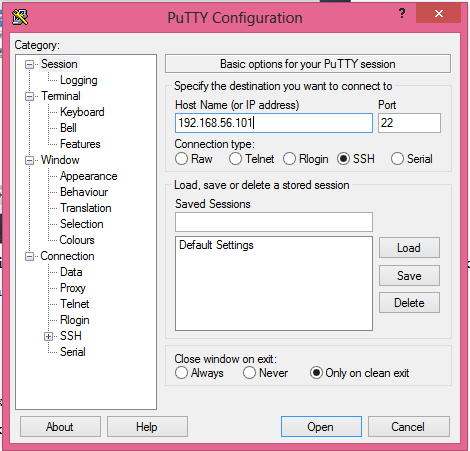 PuTTY Configuration
?
Category:
Session
Logging
Terminal
Keyboard
Bell
Features
Window
Appearance
Behaviour
Translation
Selection
Colours
Connection
Data
Proxy
Telnet
Rlogin
SSH
Serial
Basic options for your PuTTY session
Specify the destination you want to connect to
Host Name (or IP address) Port
192.168.56.101 22
Connection type:
Raw Telnet Rlogin SSH Serial
Load, save or delete a stored session
Saved Sessions
Default Settings
Load
Save
Delete
Close window on exit:
Always Never Only on clean exit
About Help Open Cancel